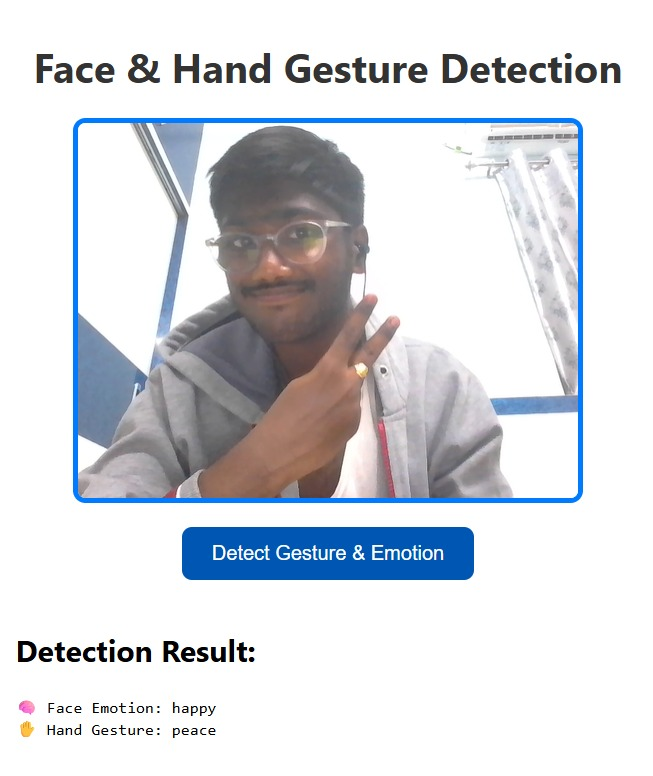 Face & Hand Gesture Detection
Detect Gesture & Emotion
Detection Result:
🧠 Face Emotion: happy
✋ Hand Gesture: peace